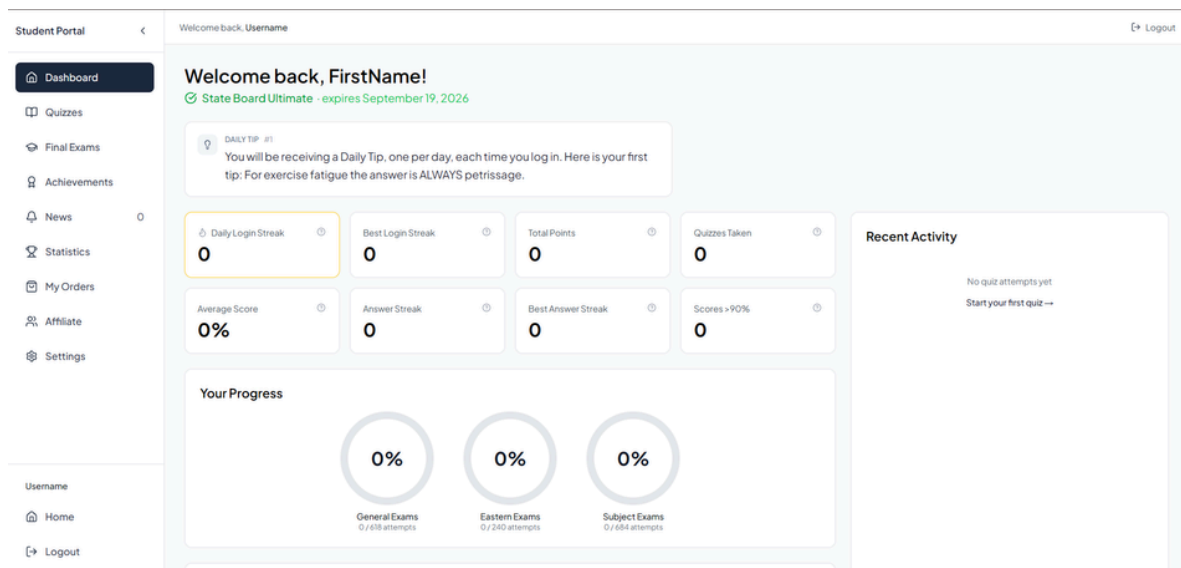 Student Portal
Welcome back, Username
Logout
Dashboard
Quizzes
Final Exams
Achievements
News 0
Statistics
My Orders
Affiliate
Settings
Username
Home
Logout
Welcome back, FirstName!
State Board Ultimate · expires September 19, 2026
DAILY TIP #1
You will be receiving a Daily Tip, one per day, each time you log in. Here is your first
tip: For exercise fatigue the answer is ALWAYS petrissage.
Daily Login Streak
0
Best Login Streak
0
Total Points
0
Quizzes Taken
0
Average Score
0%
Answer Streak
0
Best Answer Streak
0
Scores >90%
0
Your Progress
0%
General Exams
0 / 618 attempts
0%
Eastern Exams
0 / 240 attempts
0%
Subject Exams
0 / 684 attempts
Recent Activity
No quiz attempts yet
Start your first quiz →